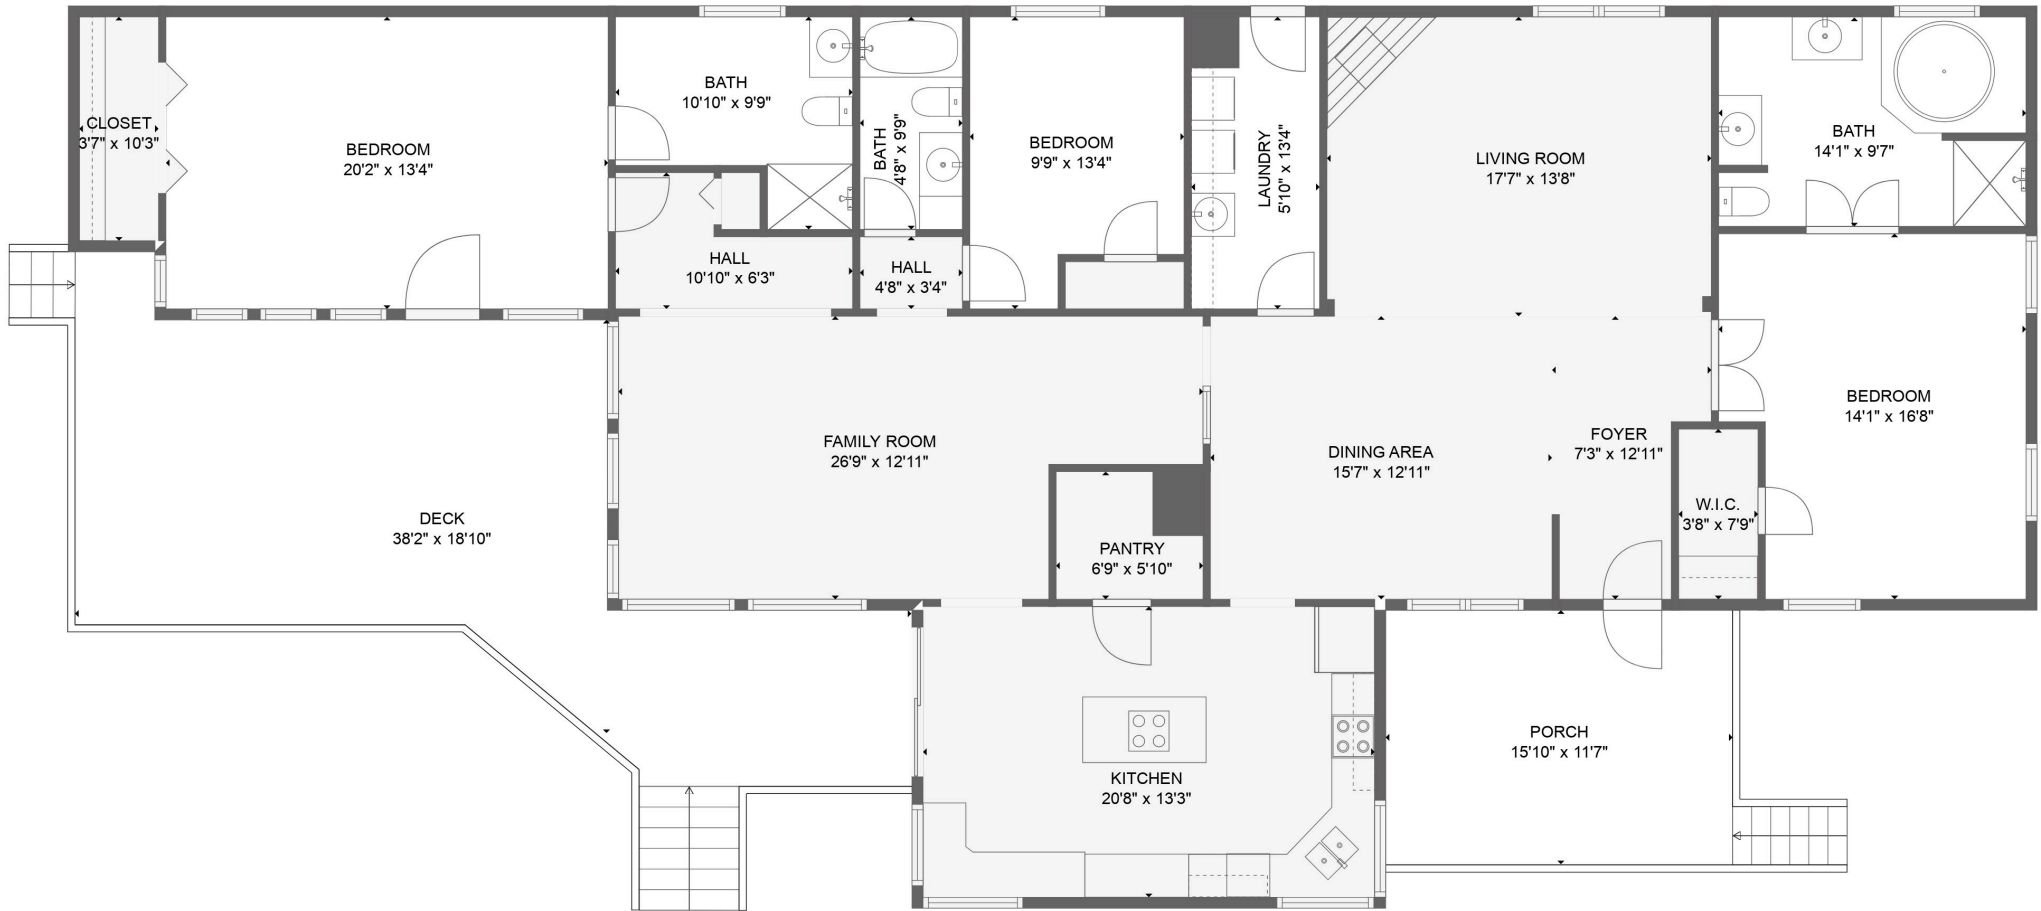 CLOSET
3'7" x 10'3"
BEDROOM
20'2" x 13'4"
BATH
10'10" x 9'9"
BATH
4'8" x 9'9"
BEDROOM
9'9" x 13'4"
LAUNDRY
5'10" x 13'4"
LIVING ROOM
17'7" x 13'8"
BATH
14'1" x 9'7"
HALL
10'10" x 6'3"
HALL
4'8" x 3'4"
BEDROOM
14'1" x 16'8"
FAMILY ROOM
26'9" x 12'11"
DINING AREA
15'7" x 12'11"
FOYER
7'3" x 12'11"
W.I.C.
3'8" x 7'9"
DECK
38'2" x 18'10"
PANTRY
6'9" x 5'10"
KITCHEN
20'8" x 13'3"
PORCH
15'10" x 11'7"